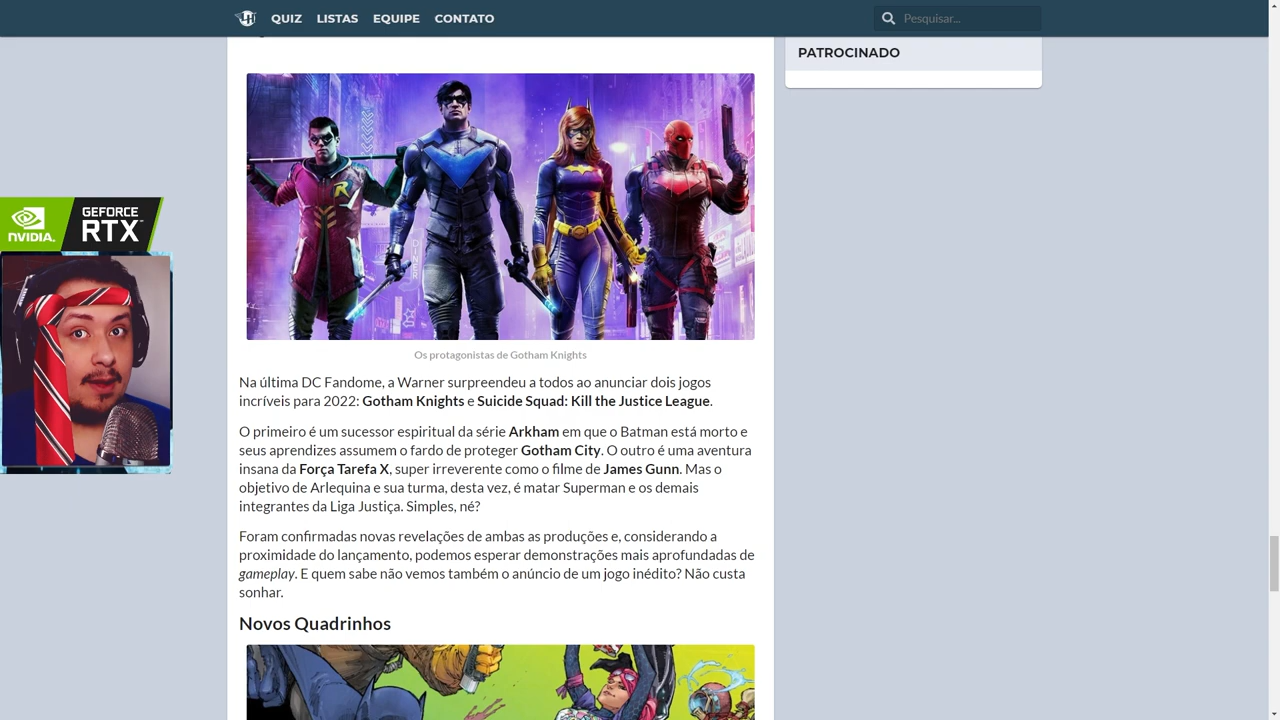 QUIZ LISTAS EQUIPE CONTATO
Pesquisar...
PATROCINADO
NVIDIA.
GEFORCE
RTX
R
DINER
Os protagonistas de Gotham Knights
Na última DC Fandome, a Warner surpreendeu a todos ao anunciar dois jogos
incríveis para 2022: Gotham Knights e Suicide Squad: Kill the Justice League.
O primeiro é um sucessor espiritual da série Arkham em que o Batman está morto e
seus aprendizes assumem o fardo de proteger Gotham City. O outro é uma aventura
insana da Força Tarefa X, super irreverente como o filme de James Gunn. Mas o
objetivo de Arlequina e sua turma, desta vez, é matar Superman e os demais
integrantes da Liga Justiça. Simples, né?
Foram confirmadas novas revelações de ambas as produções e, considerando a
proximidade do lançamento, podemos esperar demonstrações mais aprofundadas de
gameplay. E quem sabe não vemos também o anúncio de um jogo inédito? Não custa
sonhar.
Novos Quadrinhos